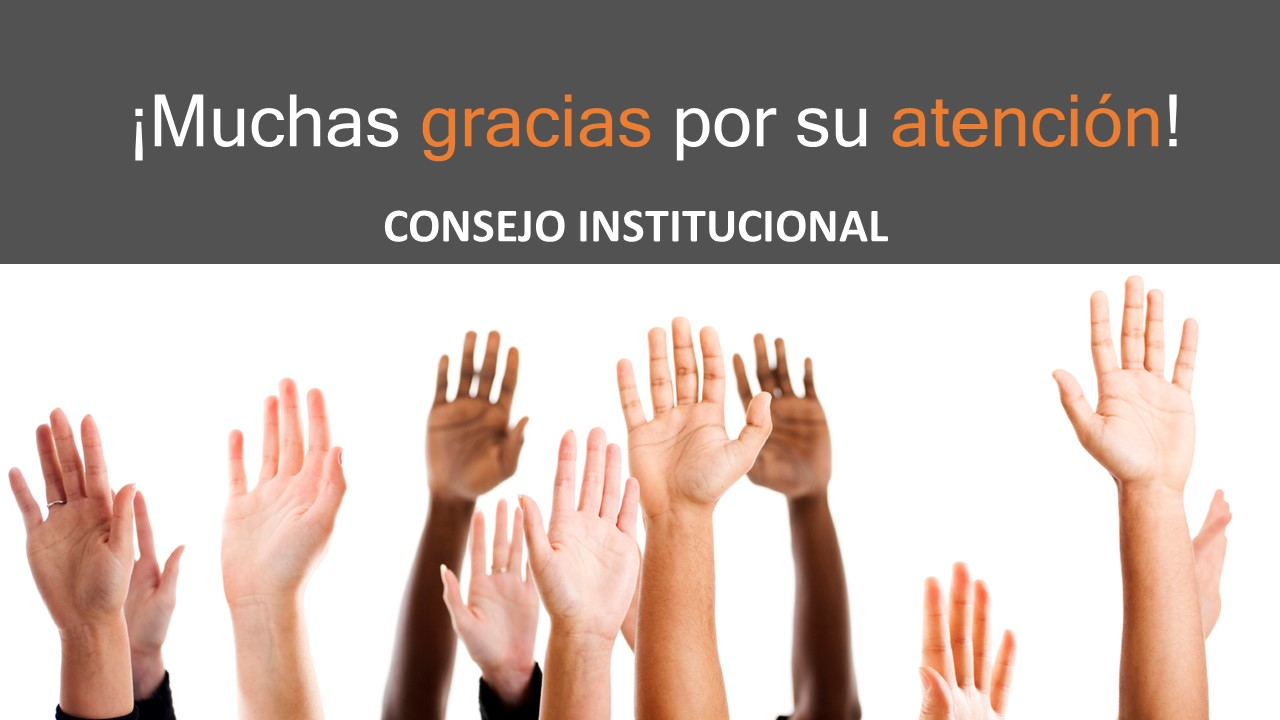 ¡Muchas gracias por su atención!
CONSEJO INSTITUCIONAL